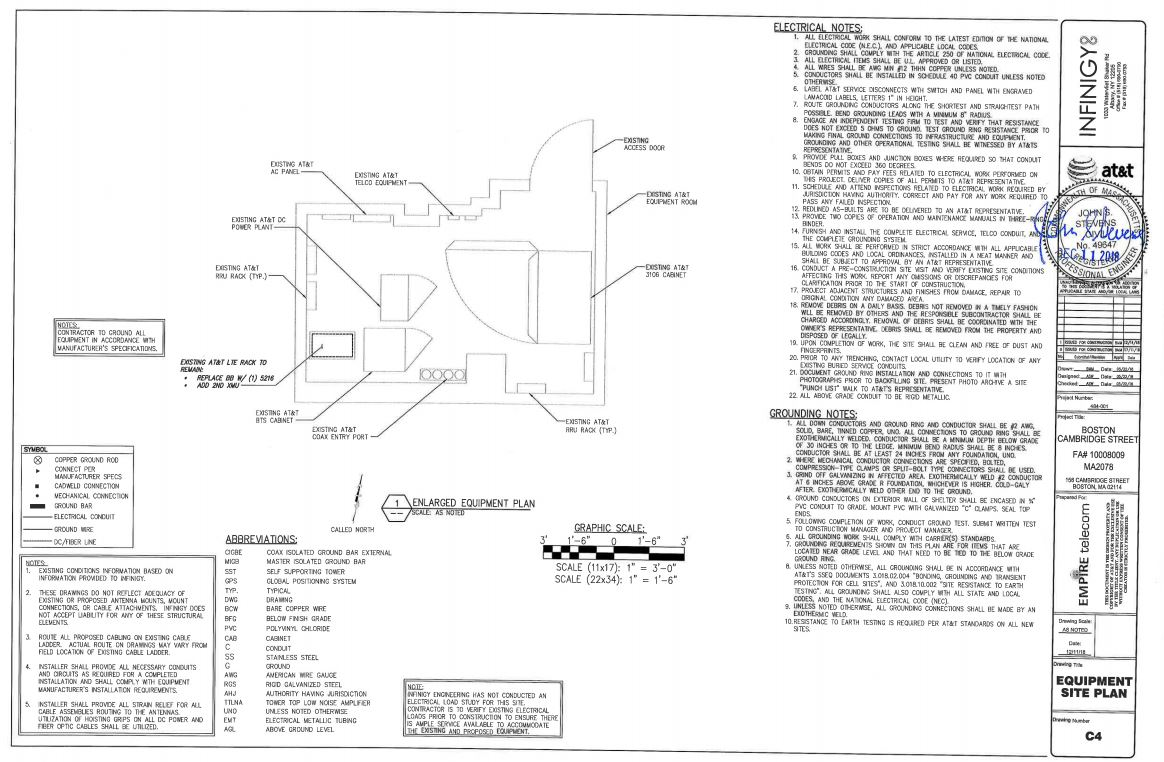 ELECTRICAL NOTES:
1. ALL ELECTRICAL WORK SHALL CONFORM TO THE LATEST EDITION OF THE NATIONAL
ELECTRICAL CODE (N.E.C.), AND APPLICABLE LOCAL CODES.
2. GROUNDING SHALL COMPLY WITH THE ARTICLE 250 OF NATIONAL ELECTRICAL CODE.
3. ALL ELECTRICAL ITEMS SHALL BE U.L. APPROVED OR LISTED.
4. ALL WIRES SHALL BE AWG MIN #12 THHN COPPER UNLESS NOTED.
5. CONDUCTORS SHALL BE INSTALLED IN SCHEDULE 40 PVC CONDUIT UNLESS NOTED
OTHERWISE.
6. LABEL AT&T SERVICE DISCONNECTS WITH SWITCH AND PANEL WITH ENGRAVED
LAMACOID LABELS, LETTERS 1" IN HEIGHT.
7. ROUTE GROUNDING CONDUCTORS ALONG THE SHORTEST AND STRAIGHTEST PATH
POSSIBLE. BEND GROUNDING LEADS WITH A MINIMUM 8" RADIUS.
8. ENGAGE AN INDEPENDENT TESTING FIRM TO TEST AND VERIFY THAT RESISTANCE
DOES NOT EXCEED 5 OHMS TO GROUND. TEST GROUND RING RESISTANCE PRIOR TO
MAKING FINAL GROUND CONNECTIONS TO INFRASTRUCTURE AND EQUIPMENT.
GROUNDING AND OTHER OPERATIONAL TESTING SHALL BE WITNESSED BY AT&TS
REPRESENTATIVE.
9. PROVIDE PULL BOXES AND JUNCTION BOXES WHERE REQUIRED SO THAT CONDUIT
BENDS DO NOT EXCEED 360 DEGREES.
10. OBTAIN PERMITS AND PAY FEES RELATED TO ELECTRICAL WORK PERFORMED ON
THIS PROJECT. DELIVER COPIES OF ALL PERMITS TO AT&T REPRESENTATIVE.
11. SCHEDULE AND ATTEND INSPECTIONS RELATED TO ELECTRICAL WORK REQUIRED BY
JURISDICTION HAVING AUTHORITY. CORRECT AND PAY FOR ANY WORK REQUIRED TO
PASS ANY FAILED INSPECTION.
12. REDLINED AS-BUILTS ARE TO BE DELIVERED TO AN AT&T REPRESENTATIVE.
13. PROVIDE TWO COPIES OF OPERATION AND MAINTENANCE MANUALS IN THREE-RING
BINDER.
14. FURNISH AND INSTALL THE COMPLETE ELECTRICAL SERVICE, TELCO CONDUIT, AND
THE COMPLETE GROUNDING SYSTEM.
15. ALL WORK SHALL BE PERFORMED IN STRICT ACCORDANCE WITH ALL APPLICABLE
BUILDING CODES AND LOCAL ORDINANCES, INSTALLED IN A NEAT MANNER AND
SHALL BE SUBJECT TO APPROVAL BY AN AT&T REPRESENTATIVE.
16. CONDUCT A PRE-CONSTRUCTION SITE VISIT AND VERIFY EXISTING SITE CONDITIONS
AFFECTING THIS WORK. REPORT ANY OMISSIONS OR DISCREPANCIES FOR
CLARIFICATION PRIOR TO THE START OF CONSTRUCTION.
17. PROJECT ADJACENT STRUCTURES AND FINISHES FROM DAMAGE, REPAIR TO
ORIGINAL CONDITION ANY DAMAGED AREA.
18. REMOVE DEBRIS ON A DAILY BASIS. DEBRIS NOT REMOVED IN A TIMELY FASHION
WILL BE REMOVED BY OTHERS AND THE RESPONSIBLE SUBCONTRACTOR SHALL BE
CHARGED ACCORDINGLY. REMOVAL OF DEBRIS SHALL BE COORDINATED WITH THE
OWNER'S REPRESENTATIVE. DEBRIS SHALL BE REMOVED FROM THE PROPERTY AND
DISPOSED OF LEGALLY.
19. UPON COMPLETION OF WORK, THE SITE SHALL BE CLEAN AND FREE OF DUST AND
FINGERPRINTS.
20. PRIOR TO ANY TRENCHING, CONTACT LOCAL UTILITY TO VERIFY LOCATION OF ANY
EXISTING BURIED SERVICE CONDUITS.
21. DOCUMENT GROUND RING INSTALLATION AND CONNECTIONS TO IT WITH
PHOTOGRAPHS PRIOR TO BACKFILLING SITE. PRESENT PHOTO ARCHIVE A SITE
"PUNCH LIST" WALK TO AT&T'S REPRESENTATIVE.
22. ALL ABOVE GRADE CONDUIT TO BE RIGID METALLIC.
GROUNDING NOTES:
1. ALL DOWN CONDUCTORS AND GROUND RING AND CONDUCTOR SHALL BE #2 AWG,
SOLID, BARE, TINNED COPPER, UNO. ALL CONNECTIONS TO GROUND RING SHALL BE
EXOTHERMICALLY WELDED. CONDUCTOR SHALL BE A MINIMUM DEPTH BELOW GRADE
OF 30 INCHES OR TO THE LEDGE. MINIMUM BEND RADIUS SHALL BE 8 INCHES.
CONDUCTOR SHALL BE AT LEAST 24 INCHES FROM ANY FOUNDATION, UNO.
2. WHERE MECHANICAL CONDUCTOR CONNECTIONS ARE SPECIFIED, BOLTED,
COMPRESSION-TYPE CLAMPS OR SPLIT-BOLT TYPE CONNECTORS SHALL BE USED.
3. GRIND OFF GALVANIZING IN AFFECTED AREA. EXOTHERMICALLY WELD #2 CONDUCTOR
AT 6 INCHES ABOVE GRADE R FOUNDATION, WHICHEVER IS HIGHER. COLD-GALY
AFTER. EXOTHERMICALLY WELD OTHER END TO THE GROUND.
4. GROUND CONDUCTORS ON EXTERIOR WALL OF SHELTER SHALL BE ENCASED IN ¾"
PVC CONDUIT TO GRADE. MOUNT PVC WITH GALVANIZED "C" CLAMPS. SEAL TOP
ENDS.
5. FOLLOWING COMPLETION OF WORK, CONDUCT GROUND TEST. SUBMIT WRITTEN TEST
TO CONSTRUCTION MANAGER AND PROJECT MANAGER.
6. ALL GROUNDING WORK SHALL COMPLY WITH CARRIER(S) STANDARDS.
7. GROUNDING REQUIREMENTS SHOWN ON THIS PLAN ARE FOR ITEMS THAT ARE
LOCATED NEAR GRADE LEVEL AND THAT NEED TO BE TIED TO THE BELOW GRADE
GROUND RING.
8. UNLESS NOTED OTHERWISE, ALL GROUNDING SHALL BE IN ACCORDANCE WITH
AT&T'S SSEQ DOCUMENTS 3.018.02.004 "BONDING, GROUNDING AND TRANSIENT
PROTECTION FOR CELL SITES", AND 3.018.10.002 "SITE RESISTANCE TO EARTH
TESTING". ALL GROUNDING SHALL ALSO COMPLY WITH ALL STATE AND LOCAL
CODES, AND THE NATIONAL ELECTRICAL CODE (NEC).
9. UNLESS NOTED OTHERWISE, ALL GROUNDING CONNECTIONS SHALL BE MADE BY AN
EXOTHERMIC WELD.
10. RESISTANCE TO EARTH TESTING IS REQUIRED PER AT&T STANDARDS ON ALL NEW
SITES.
EXISTING
ACCESS DOOR
EXISTING AT&T
AC PANEL
EXISTING AT&T
TELCO EQUIPMENT
EXISTING AT&T
EQUIPMENT ROOM
EXISTING AT&T DC
POWER PLANT
EXISTING AT&T
RRU RACK (TYP.)
EXISTING AT&T
3106 CABINET
NOTES:
CONTRACTOR TO GROUND ALL
EQUIPMENT IN ACCORDANCE WITH
MANUFACTURER'S SPECIFICATIONS.
EXISTING AT&T LTE RACK TO
REMAIN:
• REPLACE BB W/ (1) 5216
• ADD 2ND XMU
EXISTING AT&T
BTS CABINET
EXISTING AT&T
COAX ENTRY PORT
EXISTING AT&T
RRU RACK (TYP.)
SYMBOL
COPPER GROUND ROD
CONNECT PER
MANUFACTURER SPECS
CADWELD CONNECTION
MECHANICAL CONNECTION
GROUND BAR
ELECTRICAL CONDUIT
GROUND WIRE
DC/FIBER LINE
CALLED NORTH
1
ENLARGED EQUIPMENT PLAN
SCALE: AS NOTED
GRAPHIC SCALE:
3' 1'-6" 0 1'-6" 3'
SCALE (11x17): 1" = 3'-0"
SCALE (22x34): 1" = 1'-6"
NOTES:
1. EXISTING CONDITIONS INFORMATION BASED ON
INFORMATION PROVIDED TO INFINIGY.
2. THESE DRAWINGS DO NOT REFLECT ADEQUACY OF
EXISTING OR PROPOSED ANTENNA MOUNTS, MOUNT
CONNECTIONS, OR CABLE ATTACHMENTS. INFINIGY DOES
NOT ACCEPT LIABILITY FOR ANY OF THESE STRUCTURAL
ELEMENTS.
3. ROUTE ALL PROPOSED CABLING ON EXISTING CABLE
LADDER. ACTUAL ROUTE ON DRAWINGS MAY VARY FROM
FIELD LOCATION OF EXISTING CABLE LADDER.
4. INSTALLER SHALL PROVIDE ALL NECESSARY CONDUITS
AND CIRCUITS AS REQUIRED FOR A COMPLETED
INSTALLATION AND SHALL COMPLY WITH EQUIPMENT
MANUFACTURER'S INSTALLATION REQUIREMENTS.
5. INSTALLER SHALL PROVIDE ALL STRAIN RELIEF FOR ALL
CABLE ASSEMBLIES ROUTING TO THE ANTENNAS.
UTILIZATION OF HOISTING GRIPS ON ALL DC POWER AND
FIBER OPTIC CABLES SHALL BE UTILIZED.
ABBREVIATIONS:
CIGBE COAX ISOLATED GROUND BAR EXTERNAL
MIGB MASTER ISOLATED GROUND BAR
SST SELF SUPPORTING TOWER
GPS GLOBAL POSITIONING SYSTEM
TYP. TYPICAL
DWG DRAWING
BCW BARE COPPER WIRE
BFG BELOW FINISH GRADE
PVC POLYVINYL CHLORIDE
CAB CABINET
C CONDUIT
SS STAINLESS STEEL
G GROUND
AWG AMERICAN WIRE GAUGE
RGS RIGID GALVANIZED STEEL
AHJ AUTHORITY HAVING JURISDICTION
TTLNA TOWER TOP LOW NOISE AMPLIFIER
UNO UNLESS NOTED OTHERWISE
EMT ELECTRICAL METALLIC TUBING
AGL ABOVE GROUND LEVEL
NOTE:
INFINIGY ENGINEERING HAS NOT CONDUCTED AN
ELECTRICAL LOAD STUDY FOR THIS SITE.
CONTRACTOR IS TO VERIFY EXISTING ELECTRICAL
LOADS PRIOR TO CONSTRUCTION TO ENSURE THERE
IS AMPLE SERVICE AVAILABLE TO ACCOMMODATE
THE EXISTING AND PROPOSED EQUIPMENT.
INFINIGY
1033 Watervliet Shaker Rd
Albany, NY 12205
at&t
COMMONWEALTH OF MASSACHUSETTS
JOHN S.
STEVENS
CIVIL
No. 49647
DEC 11 2018
REGISTERED
PROFESSIONAL ENGINEER
UNAUTHORIZED ALTERATION OR ADDITION
TO THIS DOCUMENT IS A VIOLATION OF
APPLICABLE STATE AND/OR LOCAL LAWS
1 ISSUED FOR CONSTRUCTION
0 ISSUED FOR CONSTRUCTION
No. Submittal/Revision App'd Date
Drawn: Date:
Designed: Date:
Checked: Date:
Project Number:
484-001
Project Title:
BOSTON
CAMBRIDGE STREET
FA# 10008009
MA2078
156 CAMBRIDGE STREET
BOSTON, MA 02114
Prepared For:
EMPIRE telecom
Drawing Scale:
AS NOTED
Date:
12/11/18
Drawing Title
EQUIPMENT
SITE PLAN
Drawing Number
C4